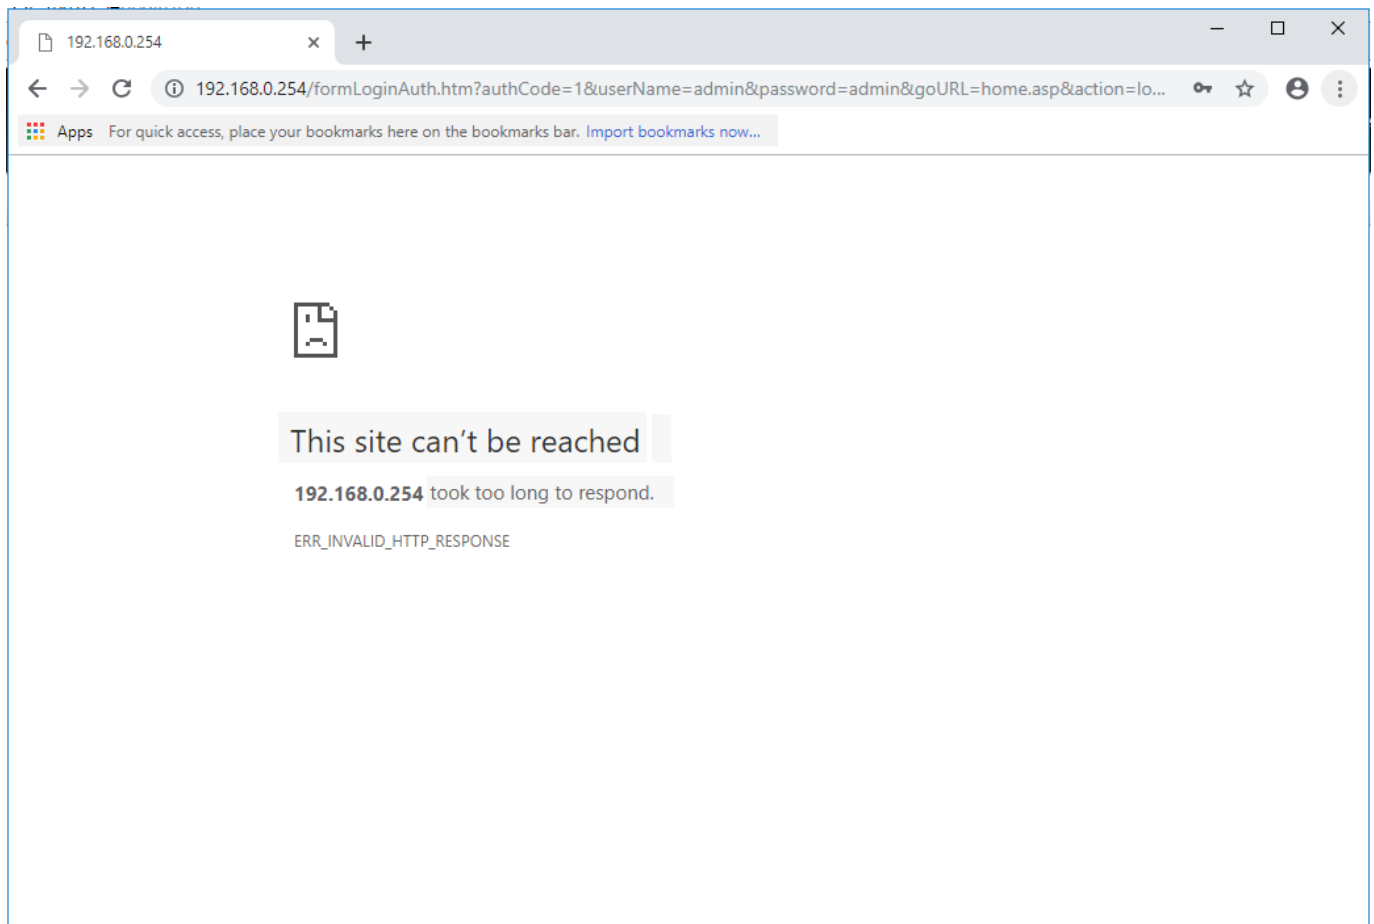 192.168.0.254
192.168.0.254/formLoginAuth.htm?authCode=1&userName=admin&password=admin&goURL=home.asp&action=lo...
Apps For quick access, place your bookmarks here on the bookmarks bar. Import bookmarks now...
This site can't be reached
192.168.0.254 took too long to respond.
ERR_INVALID_HTTP_RESPONSE